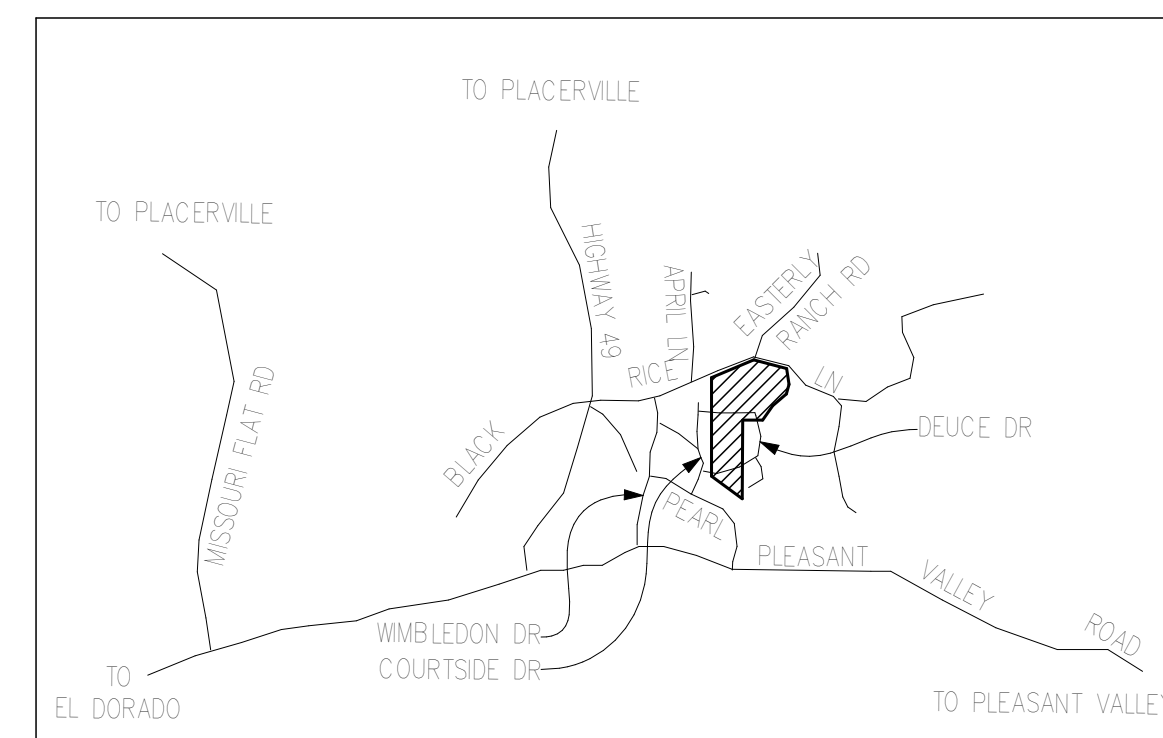 TO PLACERVILLE
TO PLACERVILLE
HIGHWAY 49
APRIL LN
EASTERLY
RANCH RD
BLACK
RICE
LN
MISSOURI FLAT RD
DEUCE DR
PEARL
PLEASANT
VALLEY
ROAD
WIMBLEDON DR
COURTSIDE DR
TO
EL DORADO
TO PLEASANT VALLEY